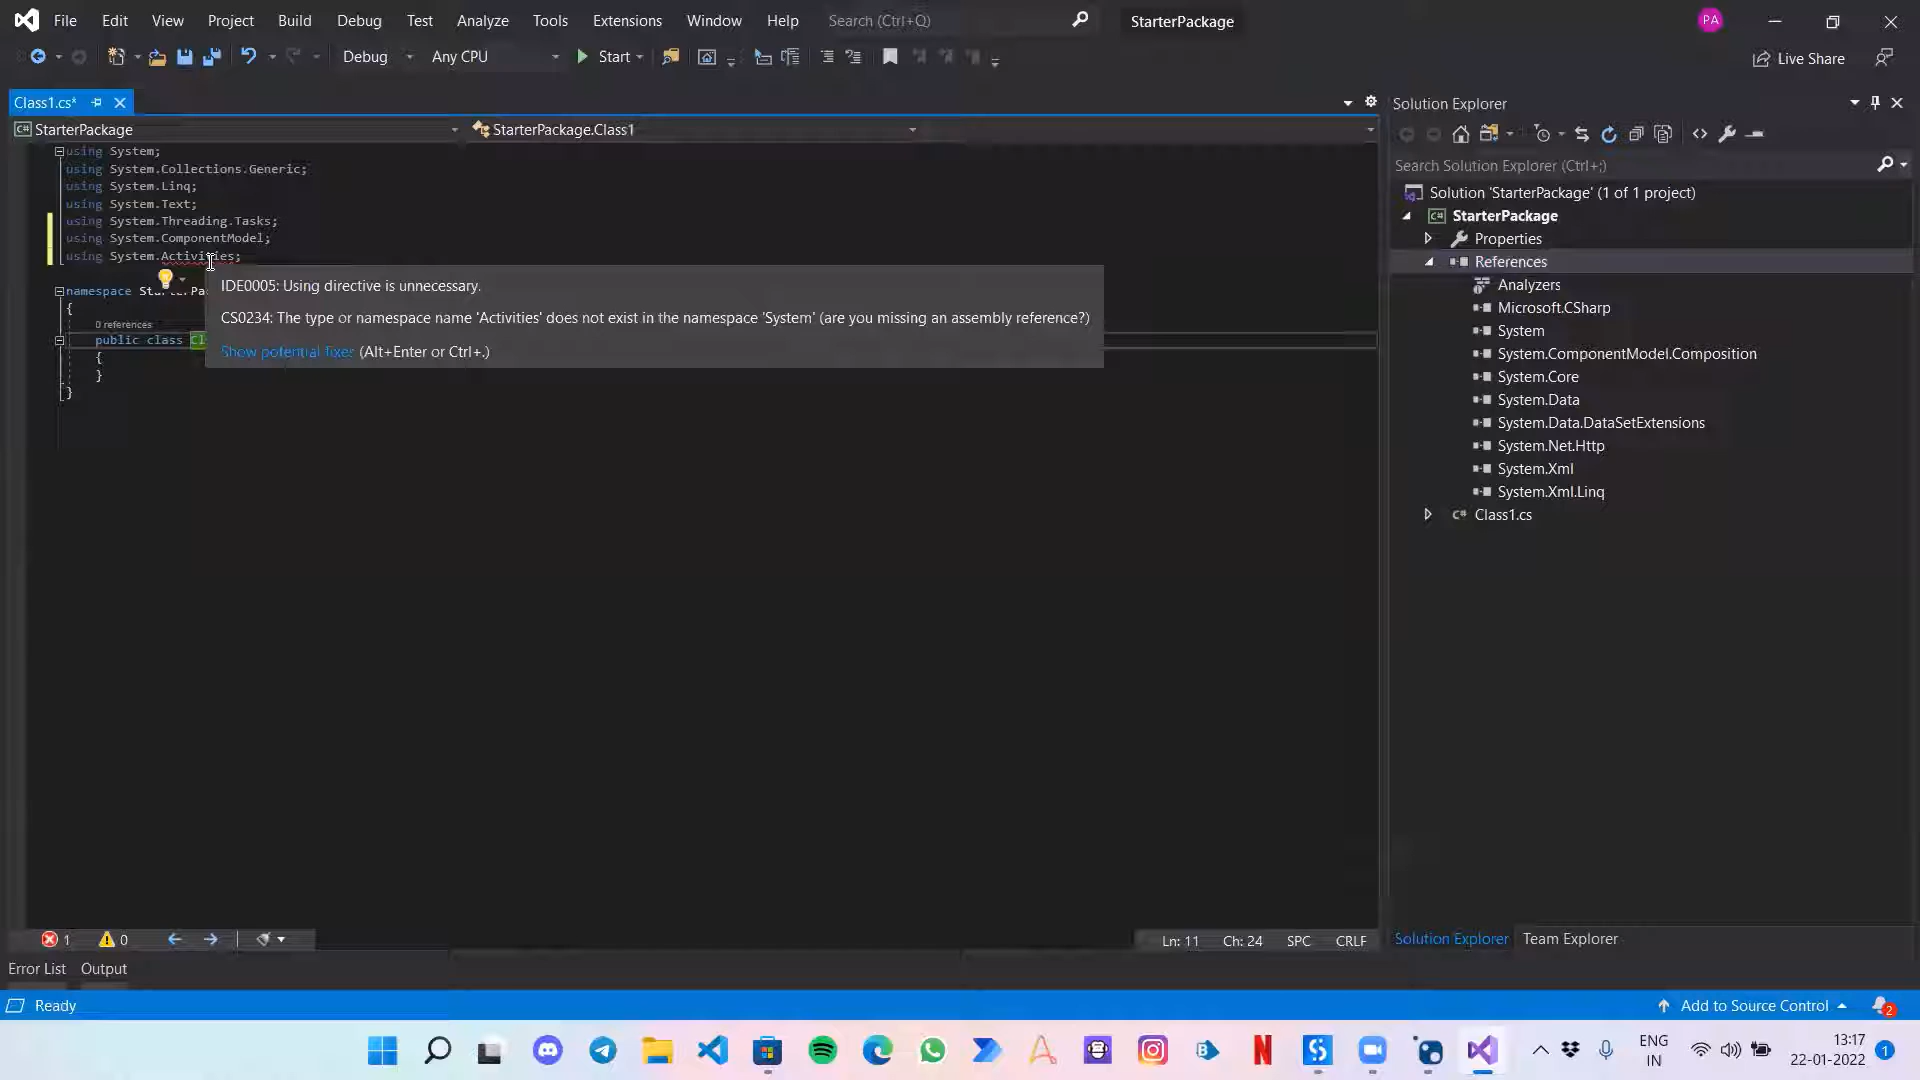 File Edit View Project Build Debug Test Analyze Tools Extensions Window Help Search (Ctrl+Q) StarterPackage PA
Debug Any CPU Start Live Share
Class1.cs*
StarterPackage StarterPackage.Class1
using System;
using System.Collections.Generic;
using System.Linq;
using System.Text;
using System.Threading.Tasks;
using System.ComponentModel;
using System.Activities;
namespace StarterPa
{
0 references
public class Cl
{
}
}
IDE0005: Using directive is unnecessary.
CS0234: The type or namespace name 'Activities' does not exist in the namespace 'System' (are you missing an assembly reference?)
Show potential fixes (Alt+Enter or Ctrl+.)
Solution Explorer
Search Solution Explorer (Ctrl+;)
Solution 'StarterPackage' (1 of 1 project)
C# StarterPackage
Properties
References
Analyzers
Microsoft.CSharp
System
System.ComponentModel.Composition
System.Core
System.Data
System.Data.DataSetExtensions
System.Net.Http
System.Xml
System.Xml.Linq
C# Class1.cs
1 0
Ln: 11 Ch: 24 SPC CRLF
Solution Explorer Team Explorer
Error List Output
Ready
Add to Source Control 2
ENG
IN
13:17
22-01-2022
1